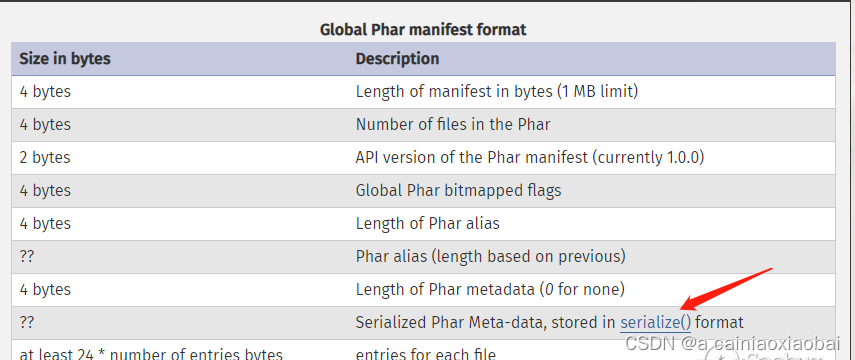 Global Phar manifest format
Size in bytes Description
4 bytes Length of manifest in bytes (1 MB limit)
4 bytes Number of files in the Phar
2 bytes API version of the Phar manifest (currently 1.0.0)
4 bytes Global Phar bitmapped flags
4 bytes Length of Phar alias
?? Phar alias (length based on previous)
4 bytes Length of Phar metadata (0 for none)
?? Serialized Phar Meta-data, stored in serialize() format
at least 24 * number of entries bytes entries for each file
CSDN @a cainiaoxiaobai